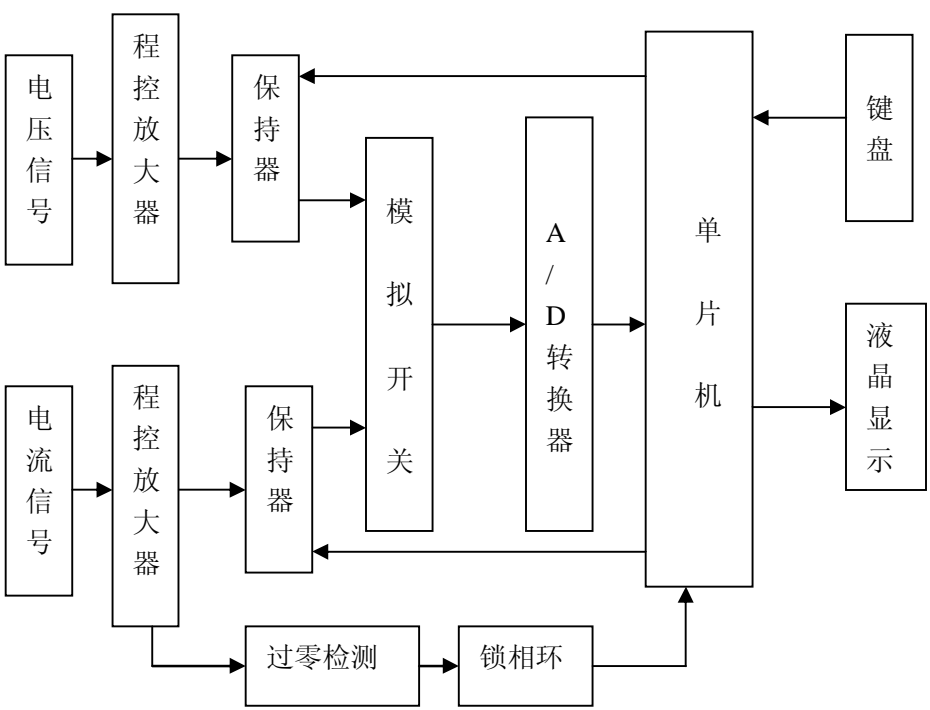 电压信号
程控放大器
保持器
模拟开关
A/D转换器
单片机
键盘
液晶显示
电流信号
程控放大器
保持器
过零检测
锁相环